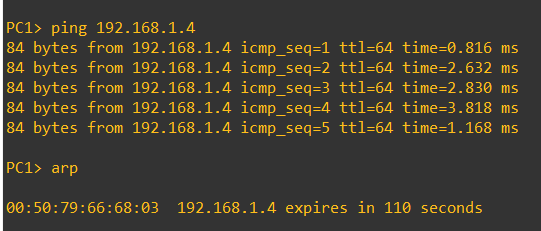 PC1> ping 192.168.1.4
84 bytes from 192.168.1.4 icmp_seq=1 ttl=64 time=0.816 ms
84 bytes from 192.168.1.4 icmp_seq=2 ttl=64 time=2.632 ms
84 bytes from 192.168.1.4 icmp_seq=3 ttl=64 time=2.830 ms
84 bytes from 192.168.1.4 icmp_seq=4 ttl=64 time=3.818 ms
84 bytes from 192.168.1.4 icmp_seq=5 ttl=64 time=1.168 ms
PC1> arp
00:50:79:66:68:03  192.168.1.4 expires in 110 seconds